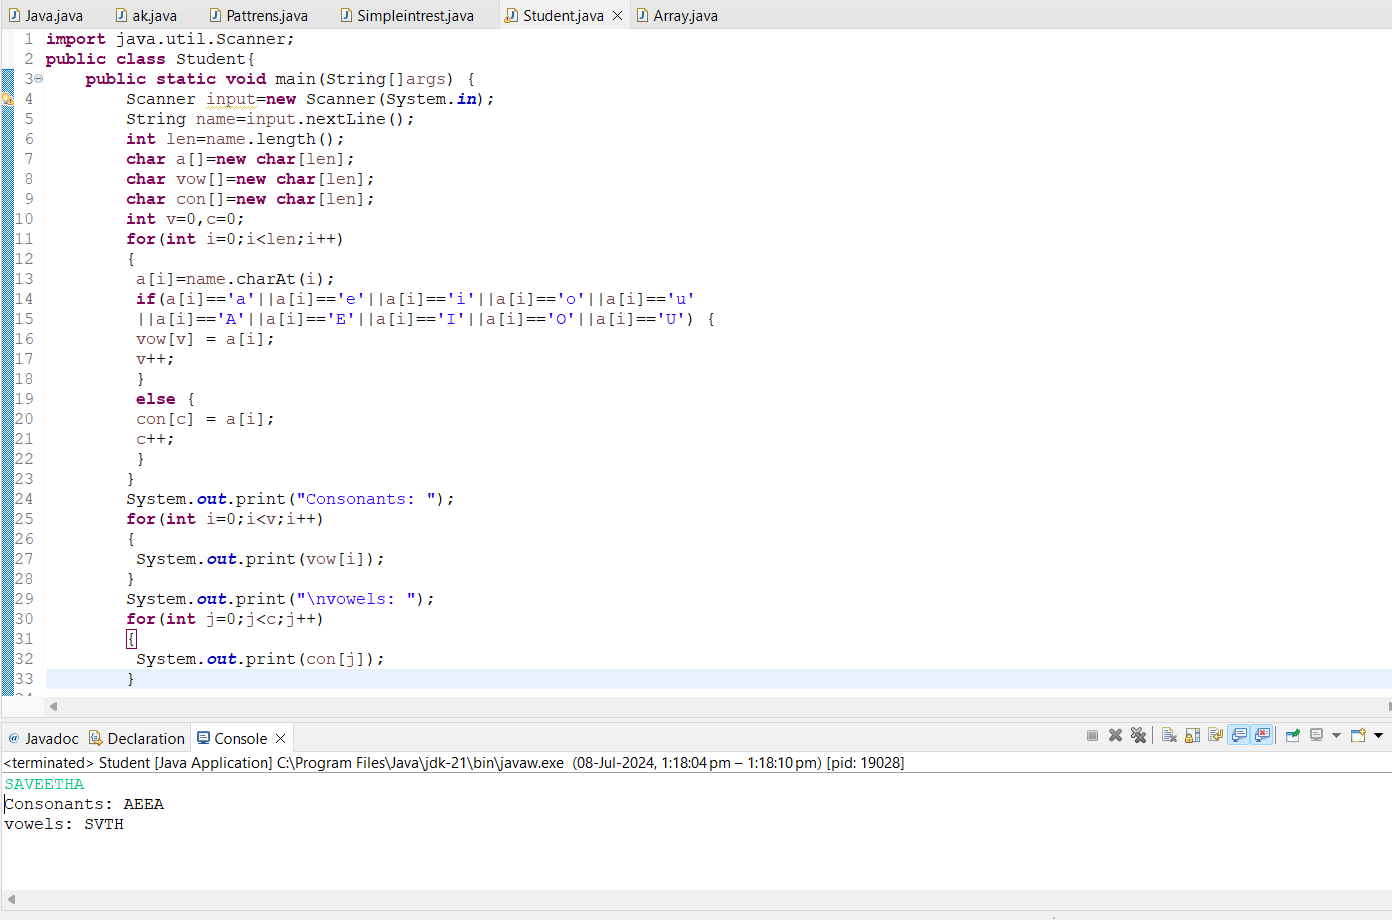 Java.java ak.java Pattrens.java Simpleintrest.java Student.java Array.java
1 import java.util.Scanner;
2 public class Student{
3 public static void main(String[]args) {
4 Scanner input=new Scanner(System.in);
5 String name=input.nextLine();
6 int len=name.length();
7 char a[]=new char[len];
8 char vow[]=new char[len];
9 char con[]=new char[len];
10 int v=0,c=0;
11 for(int i=0;i<len;i++)
12 {
13 a[i]=name.charAt(i);
14 if(a[i]=='a'||a[i]=='e'||a[i]=='i'||a[i]=='o'||a[i]=='u'
15 ||a[i]=='A'||a[i]=='E'||a[i]=='I'||a[i]=='O'||a[i]=='U') {
16 vow[v] = a[i];
17 v++;
18 }
19 else {
20 con[c] = a[i];
21 c++;
22 }
23 }
24 System.out.print("Consonants: ");
25 for(int i=0;i<v;i++)
26 {
27 System.out.print(vow[i]);
28 }
29 System.out.print("\nvowels: ");
30 for(int j=0;j<c;j++)
31 {
32 System.out.print(con[j]);
33 }
@ Javadoc Declaration Console
<terminated> Student [Java Application] C:\Program Files\Java\jdk-21\bin\javaw.exe (08-Jul-2024, 1:18:04 pm – 1:18:10 pm) [pid: 19028]
SAVEETHA
Consonants: AEEA
vowels: SVTH